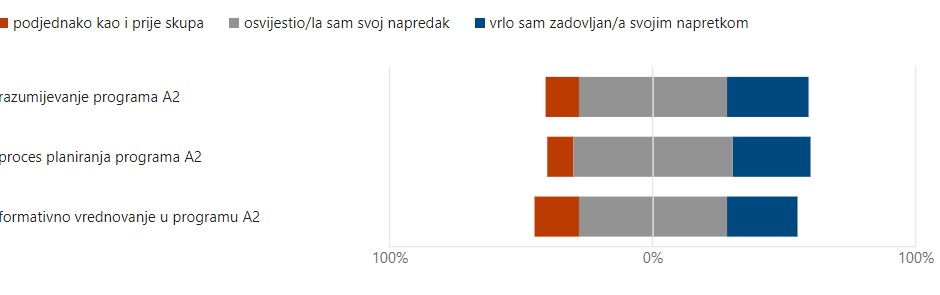 podjednako kao i prije skupa osvijestio/la sam svoj napredak vrlo sam zadovljan/a svojim napretkom
razumijevanje programa A2
proces planiranja programa A2
formativno vrednovanje u programu A2
100% 0% 100%